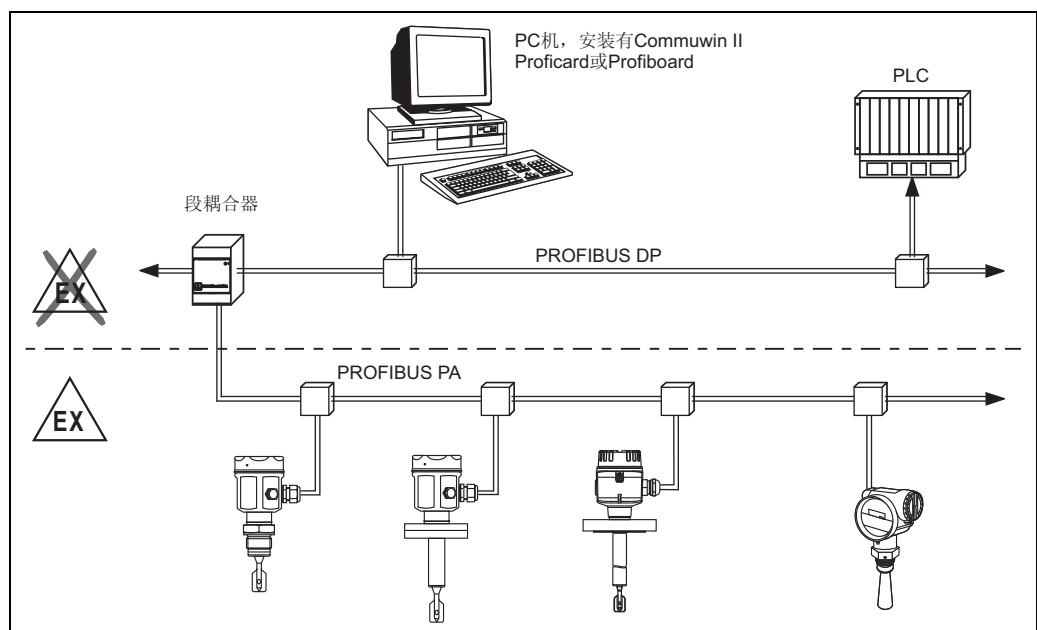 PC机，安装有Commuwin II
Proficard或Profiboard
PLC
段耦合器
PROFIBUS DP
EX
PROFIBUS PA
EX